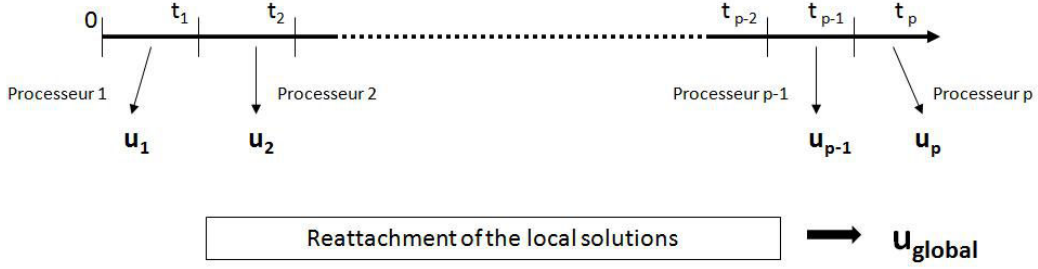 0 t1 t2 tp-2 tp-1 tp
Processeur 1 Processeur 2 Processeur p-1 Processeur p
u1 u2 up-1 up
Reattachment of the local solutions uglobal